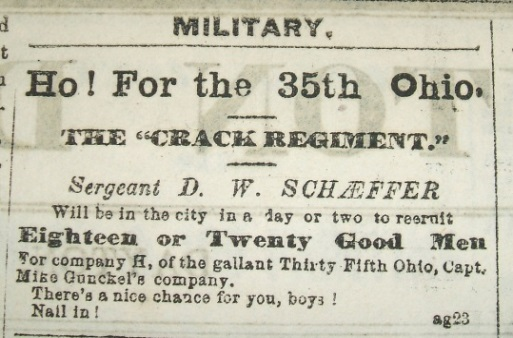 MILITARY.
Ho! For the 35th Ohio.
THE "CRACK REGIMENT."
Sergeant D. W. SCHÆFFER
Will be in the city in a day or two to recruit
Eighteen or Twenty Good Men
For company H, of the gallant Thirty Fifth Ohio, Capt.
Mike Gunckel's company.
There's a nice chance for you, boys!
Nail in!
ag23